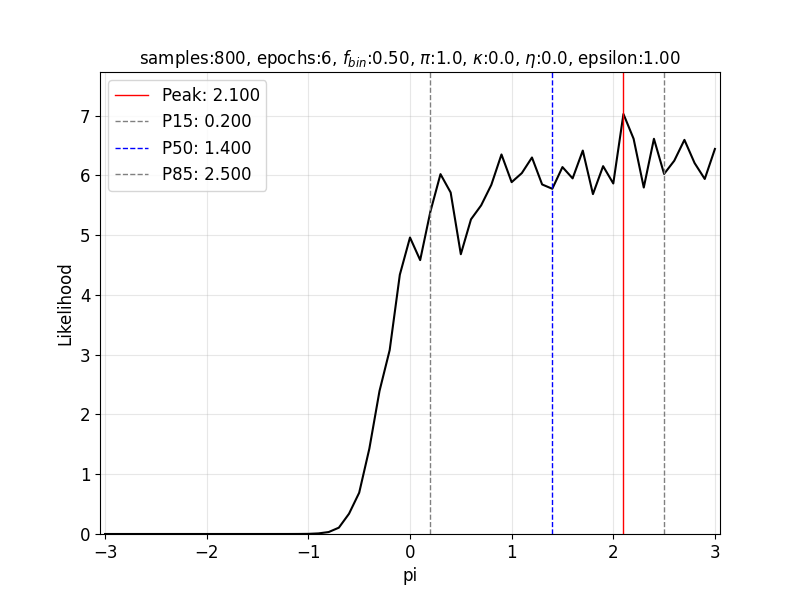 samples:800, epochs:6, f_bin:0.50, π:1.0, κ:0.0, η:0.0, epsilon:1.00
Peak: 2.100
P15: 0.200
P50: 1.400
P85: 2.500
7
6
5
4
3
2
1
0
Likelihood
−3 −2 −1 0 1 2 3
pi